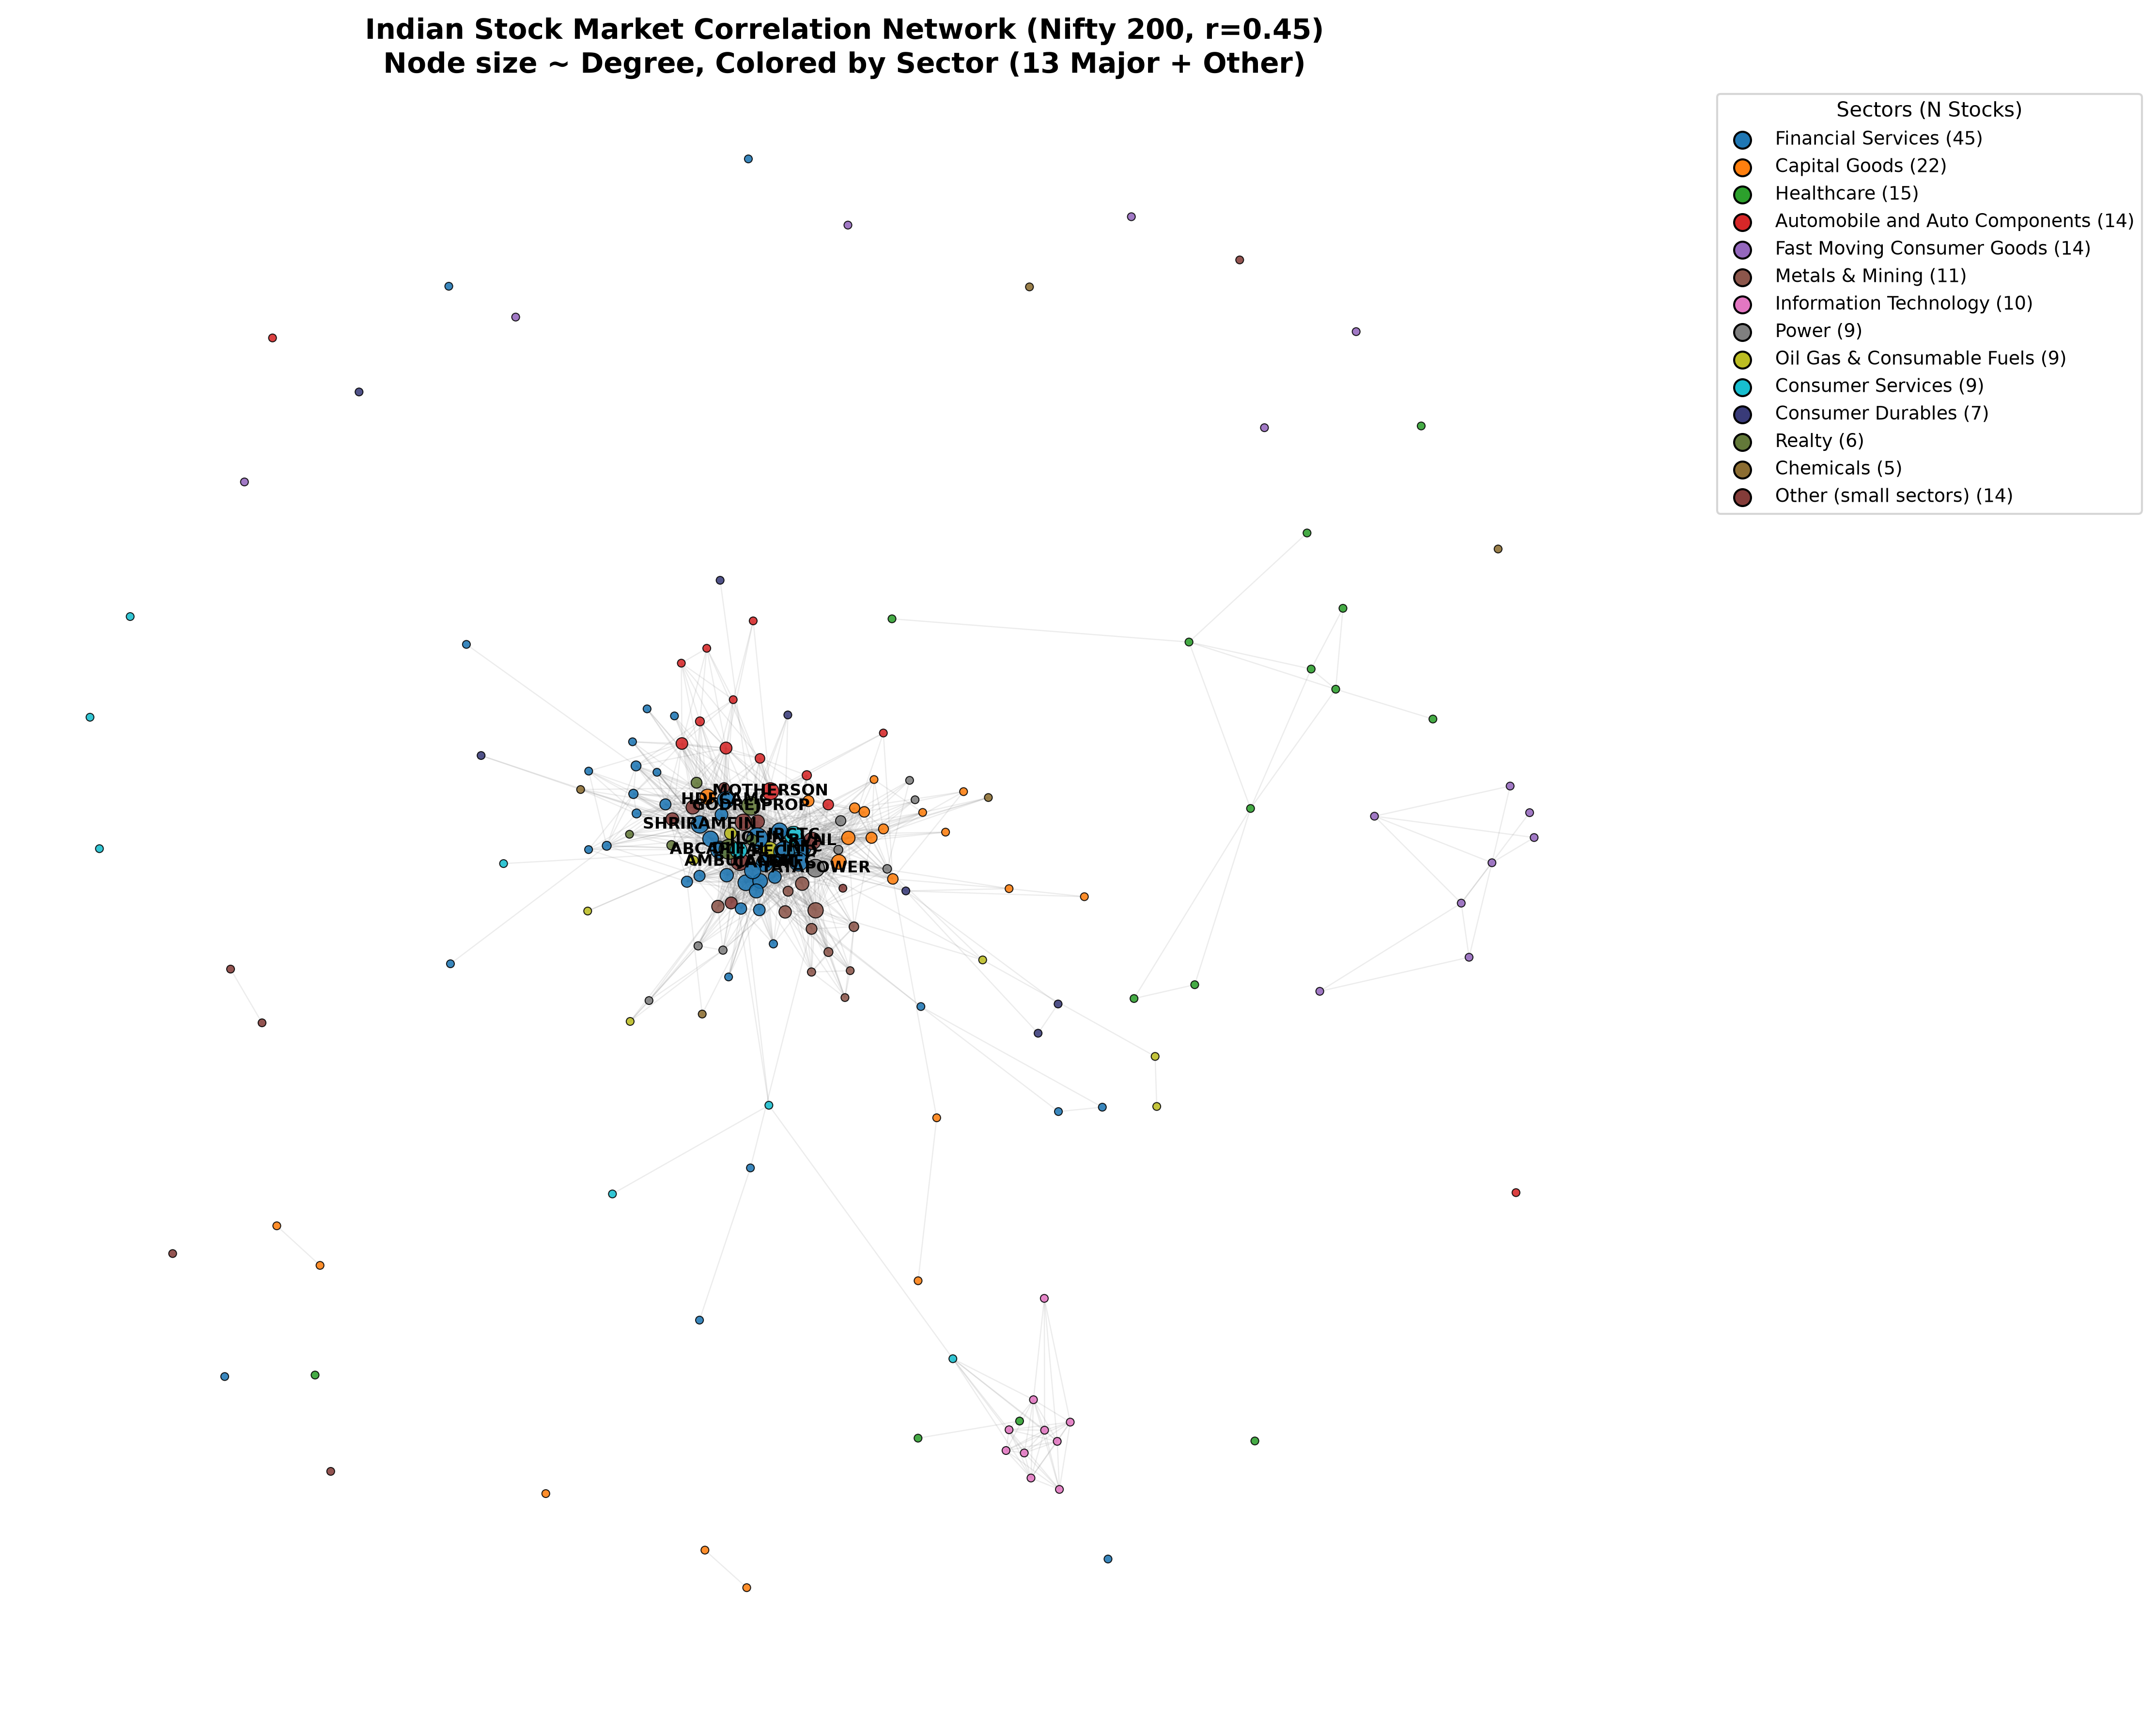 Indian Stock Market Correlation Network (Nifty 200, r=0.45)
Node size ~ Degree, Colored by Sector (13 Major + Other)
Sectors (N Stocks)
Financial Services (45)
Capital Goods (22)
Healthcare (15)
Automobile and Auto Components (14)
Fast Moving Consumer Goods (14)
Metals & Mining (11)
Information Technology (10)
Power (9)
Oil Gas & Consumable Fuels (9)
Consumer Services (9)
Consumer Durables (7)
Realty (6)
Chemicals (5)
Other (small sectors) (14)
MOTHERSON
GODREJPROP
SHRIRAMFIN
TATAPOWER